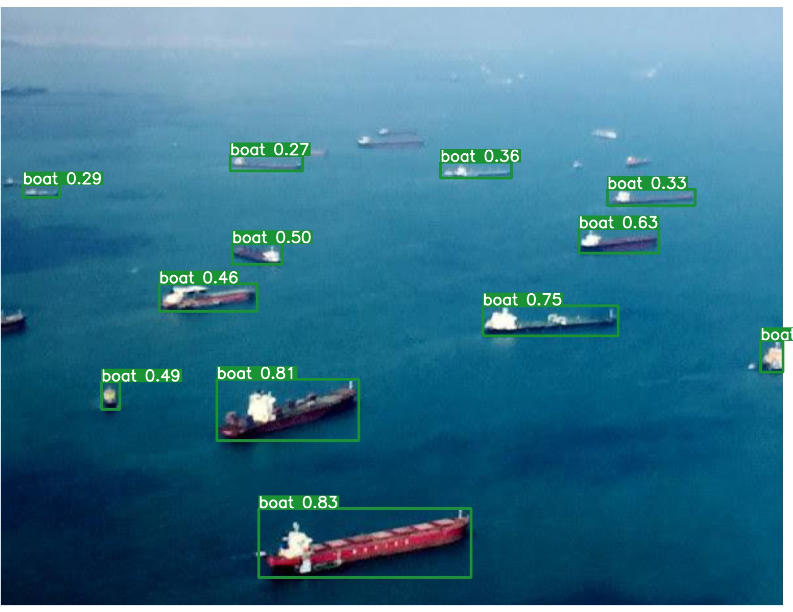 boat 0.27
boat 0.36
boat 0.29
boat 0.33
boat 0.63
boat 0.50
boat 0.46
boat 0.75
boat 0.49
boat 0.81
boat 0.83